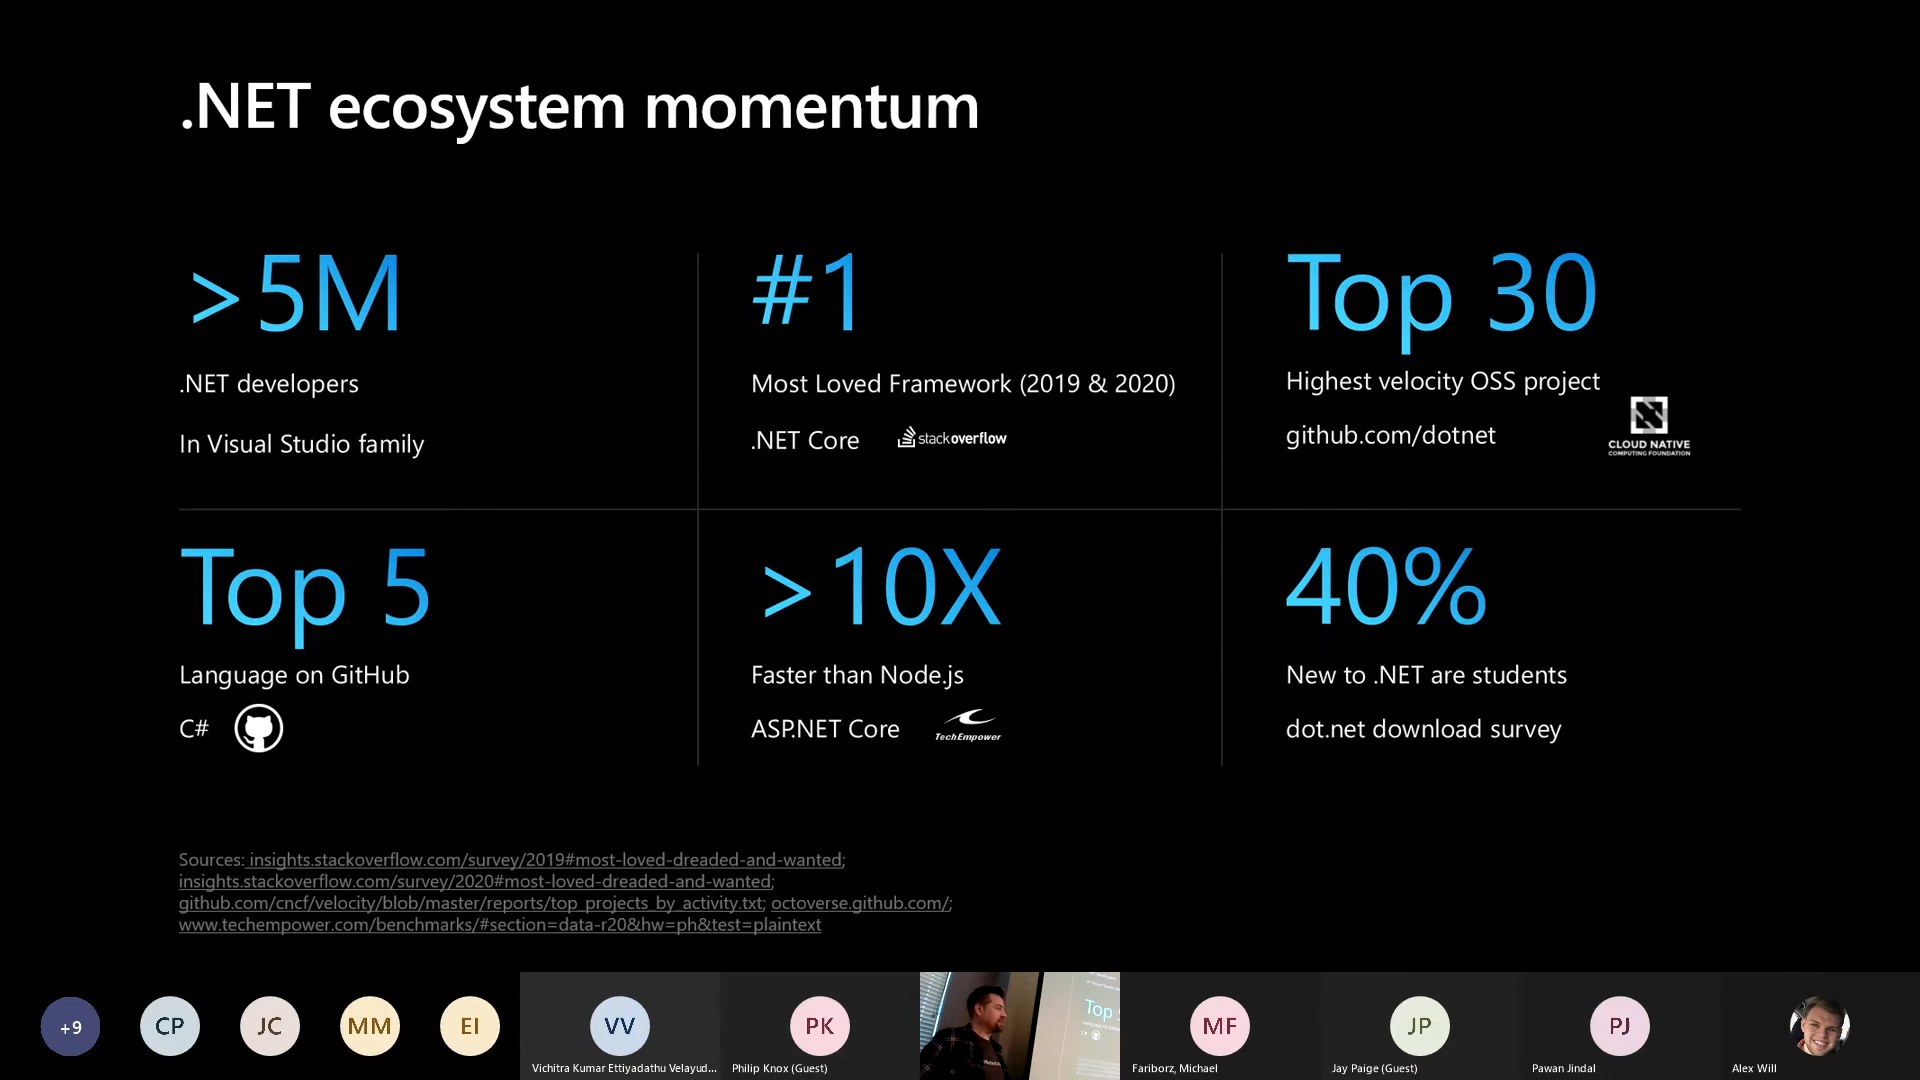 .NET ecosystem momentum
>5M
.NET developers
In Visual Studio family
#1
Most Loved Framework (2019 & 2020)
.NET Core
stackoverflow
Top 30
Highest velocity OSS project
github.com/dotnet
CLOUD NATIVE
COMPUTING FOUNDATION
Top 5
Language on GitHub
C#
>10X
Faster than Node.js
ASP.NET Core
TechEmpower
40%
New to .NET are students
dot.net download survey
Sources: insights.stackoverflow.com/survey/2019#most-loved-dreaded-and-wanted;
insights.stackoverflow.com/survey/2020#most-loved-dreaded-and-wanted;
github.com/cncf/velocity/blob/master/reports/top_projects_by_activity.txt; octoverse.github.com/;
www.techempower.com/benchmarks/#section=data-r20&hw=ph&test=plaintext
+9
CP
JC
MM
EI
VV
Vichitra Kumar Ettiyadathu Velayud...
PK
Philip Knox (Guest)
Top
MF
Fariborz, Michael
JP
Jay Paige (Guest)
PJ
Pawan Jindal
Alex Will